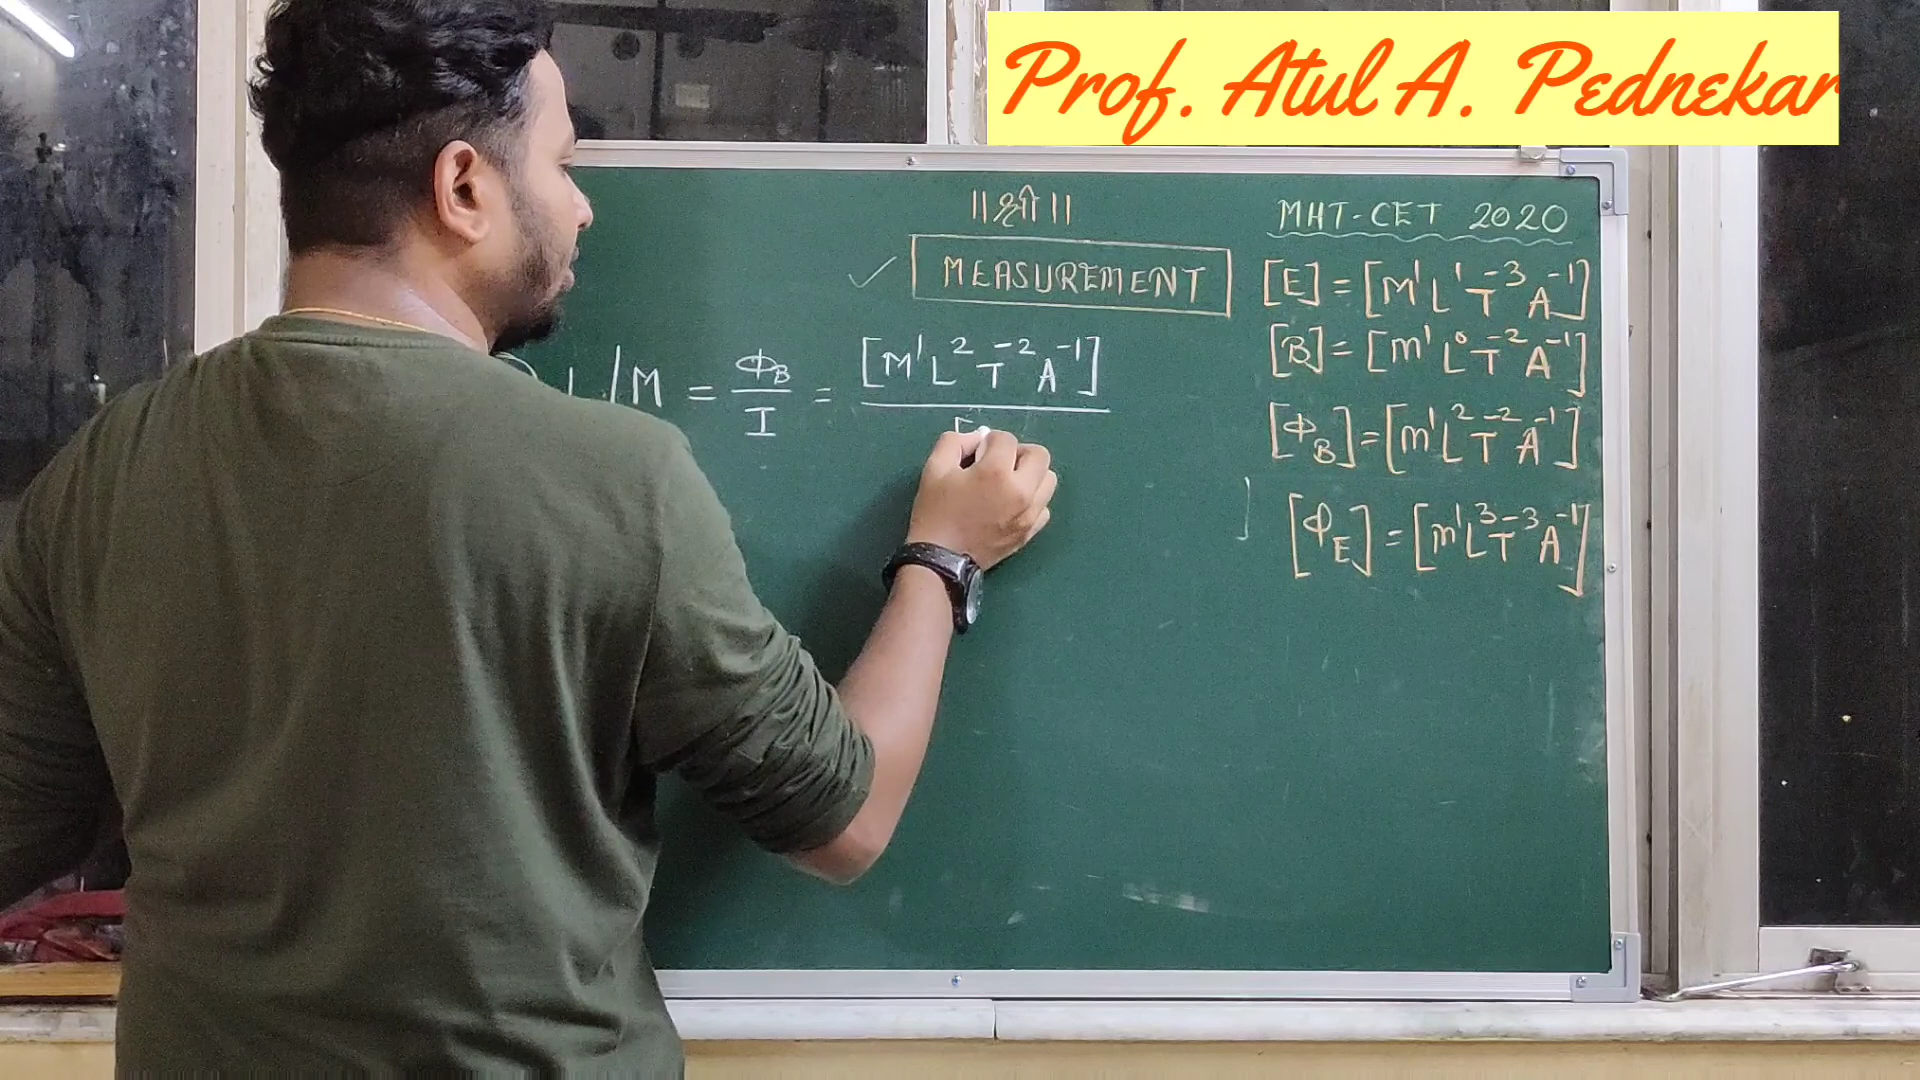 Prof. Atul A. Pednekar
॥श्री॥
MEASUREMENT
L/M = Φ_B/I = [M¹L²T⁻²A⁻¹]/[
MHT-CET 2020
[E] = [M¹L¹T⁻³A⁻¹]
[B] = [M¹L⁰T⁻²A⁻¹]
[Φ_B] = [M¹L²T⁻²A⁻¹]
[Φ_E] = [M¹L³T⁻³A⁻¹]